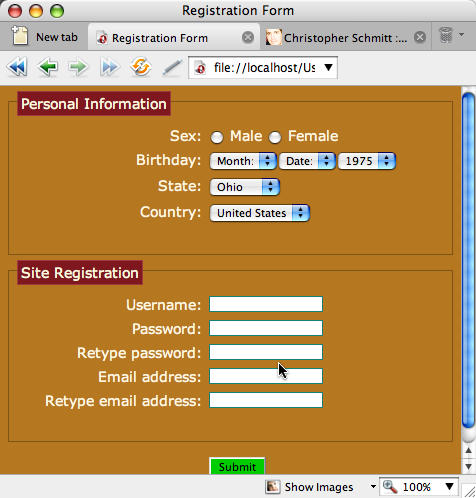 Registration Form
New tab
Registration Form
Christopher Schmitt :...
file://localhost/Us
Personal Information
Sex: Male Female
Birthday: Month: Date: 1975
State: Ohio
Country: United States
Site Registration
Username:
Password:
Retype password:
Email address:
Retype email address:
Submit
Show Images 100%